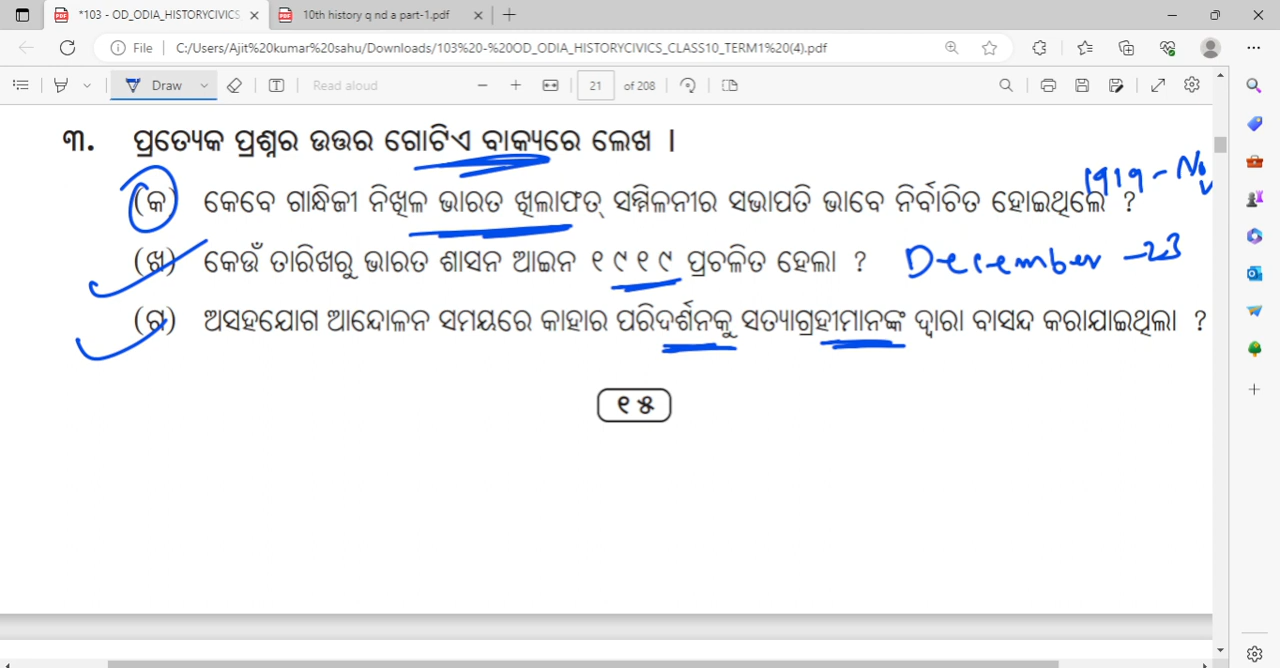 *103 - OD_ODIA_HISTORYCIVICS_
10th history q nd a part-1.pdf
File
C:/Users/Ajit%20kumar%20sahu/Downloads/103%20-%20OD_ODIA_HISTORYCIVICS_CLASS10_TERM1%20(4).pdf
Draw
Read aloud
21
of 208
୩. ପ୍ରତ୍ୟେକ ପ୍ରଶ୍ନର ଉତ୍ତର ଗୋଟିଏ ବାକ୍ୟରେ ଲେଖ ।
(କ) କେବେ ଗାନ୍ଧିଜୀ ନିଖିଳ ଭାରତ ଖିଲାଫତ୍ ସମ୍ମିଳନୀର ସଭାପତି ଭାବେ ନିର୍ବାଚିତ ହୋଇଥିଲେ ? 1919 - Nov
(ଖ) କେଉଁ ତାରିଖରୁ ଭାରତ ଶାସନ ଆଇନ ୧୯୧୯ ପ୍ରଚଳିତ ହେଲା ? December - 23
(ଗ) ଅସହଯୋଗ ଆନ୍ଦୋଳନ ସମୟରେ କାହାର ପରିଦର୍ଶନକୁ ସତ୍ୟାଗ୍ରହୀମାନଙ୍କ ଦ୍ୱାରା ବାସନ୍ଦ କରାଯାଇଥିଲା ?
୧୫